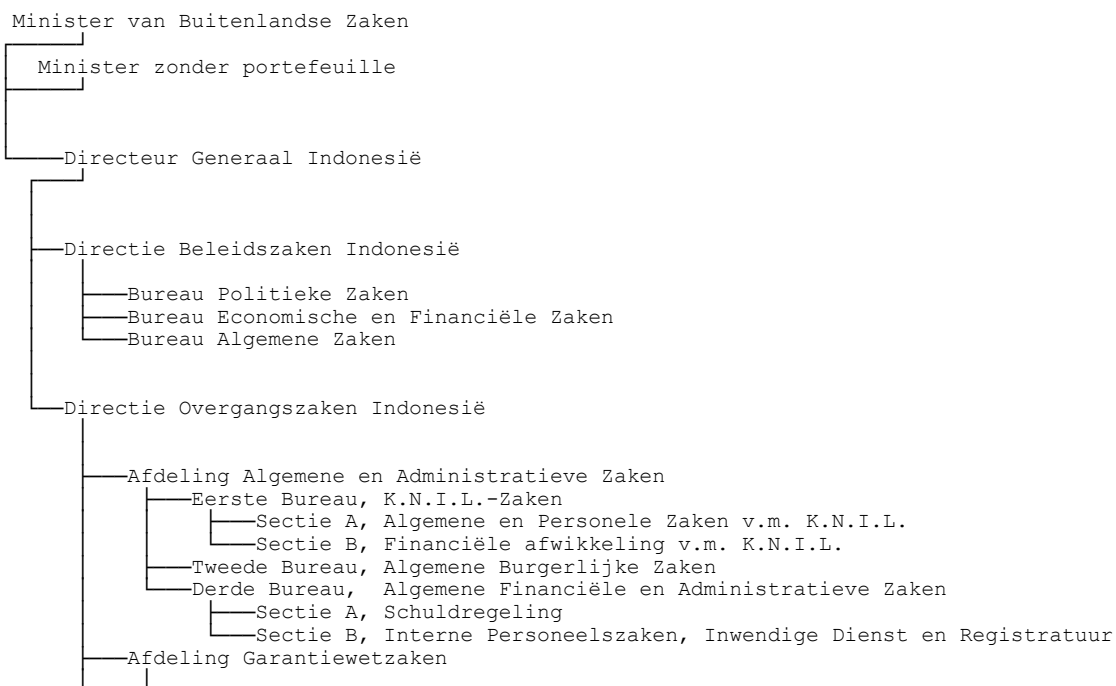 Minister van Buitenlandse Zaken
Minister zonder portefeuille
Directeur Generaal Indonesië
Directie Beleidszaken Indonesië
Bureau Politieke Zaken
Bureau Economische en Financiële Zaken
Bureau Algemene Zaken
Directie Overgangszaken Indonesië
Afdeling Algemene en Administratieve Zaken
Eerste Bureau, K.N.I.L.-Zaken
Sectie A, Algemene en Personele Zaken v.m. K.N.I.L.
Sectie B, Financiële afwikkeling v.m. K.N.I.L.
Tweede Bureau, Algemene Burgerlijke Zaken
Derde Bureau, Algemene Financiële en Administratieve Zaken
Sectie A, Schuldregeling
Sectie B, Interne Personeelszaken, Inwendige Dienst en Registratuur
Afdeling Garantiewetzaken